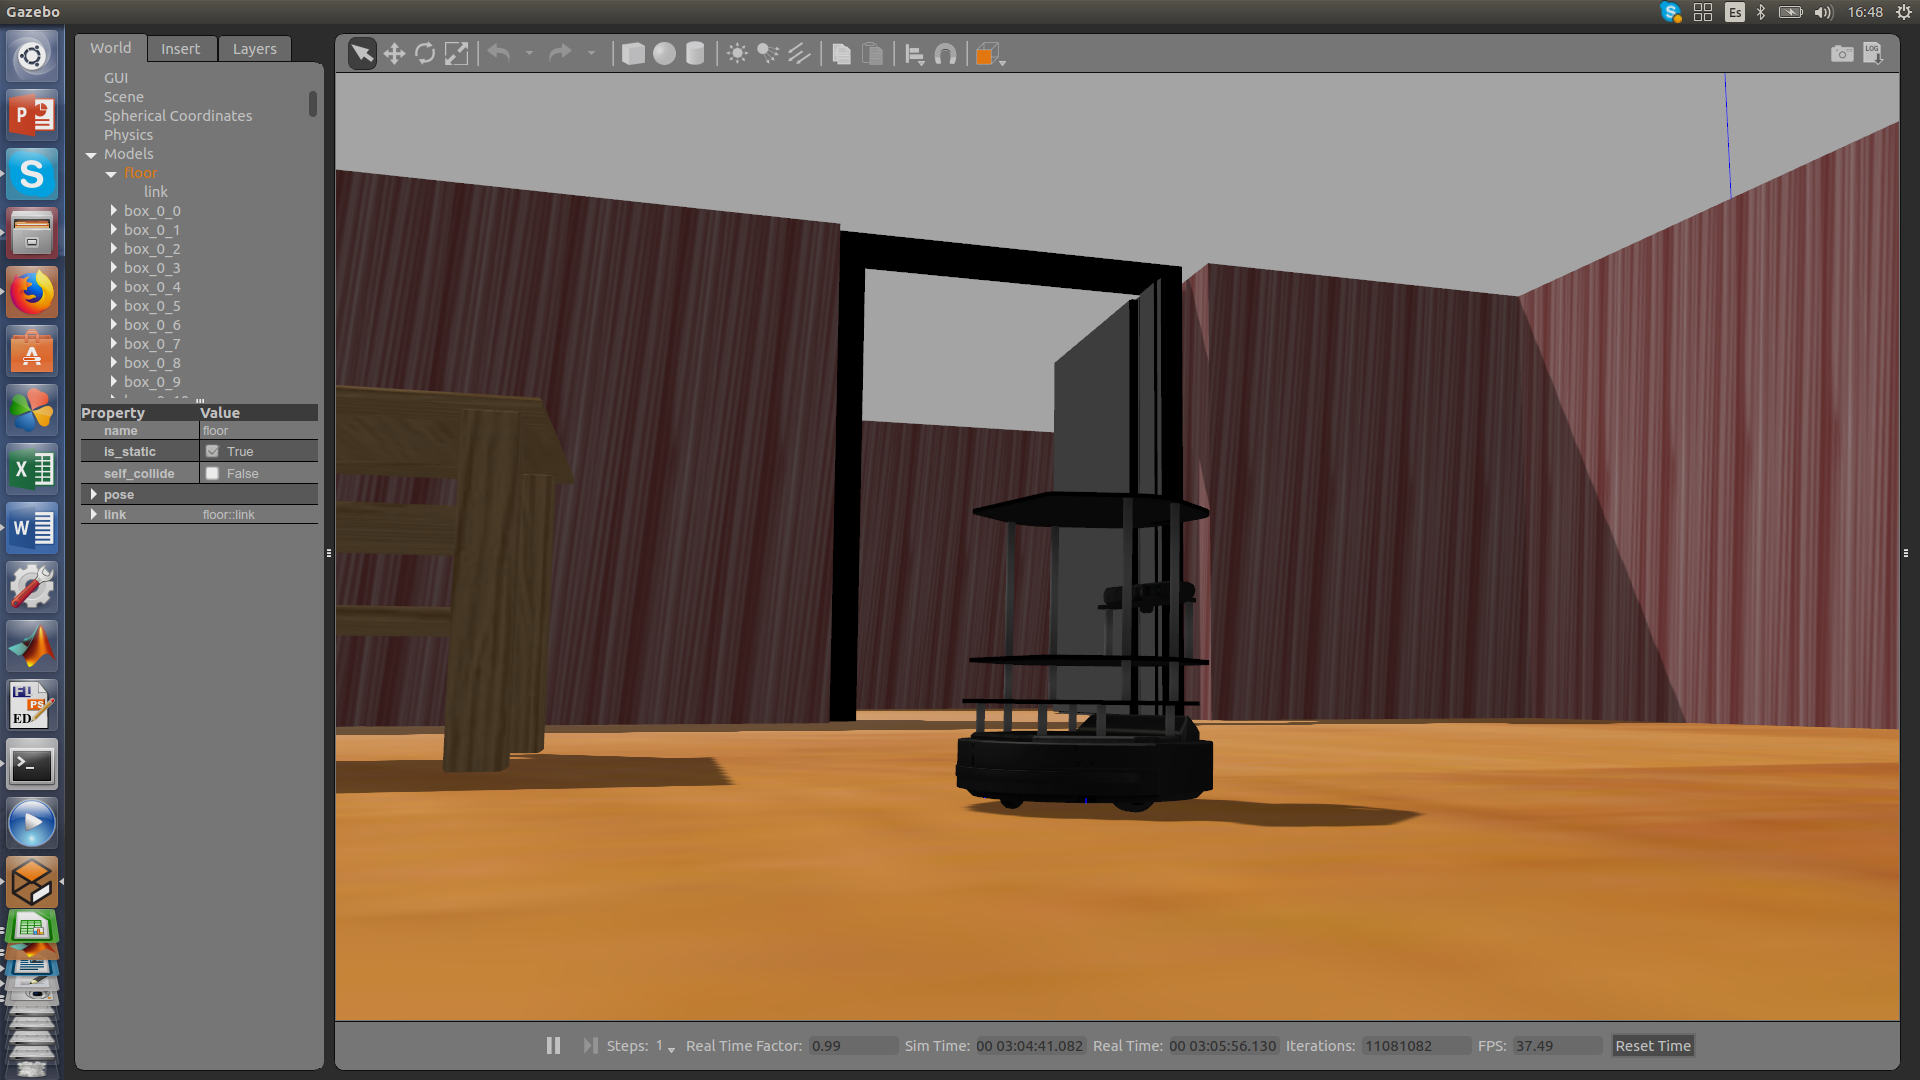 Gazebo
Es
16:48
World
Insert
Layers
LOG
GUI
Scene
Spherical Coordinates
Physics
Models
floor
link
box_0_0
box_0_1
box_0_2
box_0_3
box_0_4
box_0_5
box_0_6
box_0_7
box_0_8
box_0_9
Property Value
name floor
is_static True
self_collide False
pose
link floor::link
Steps: 1 Real Time Factor: 0.99 Sim Time: 00 03:04:41.082 Real Time: 00 03:05:56.130 Iterations: 11081082 FPS: 37.49 Reset Time